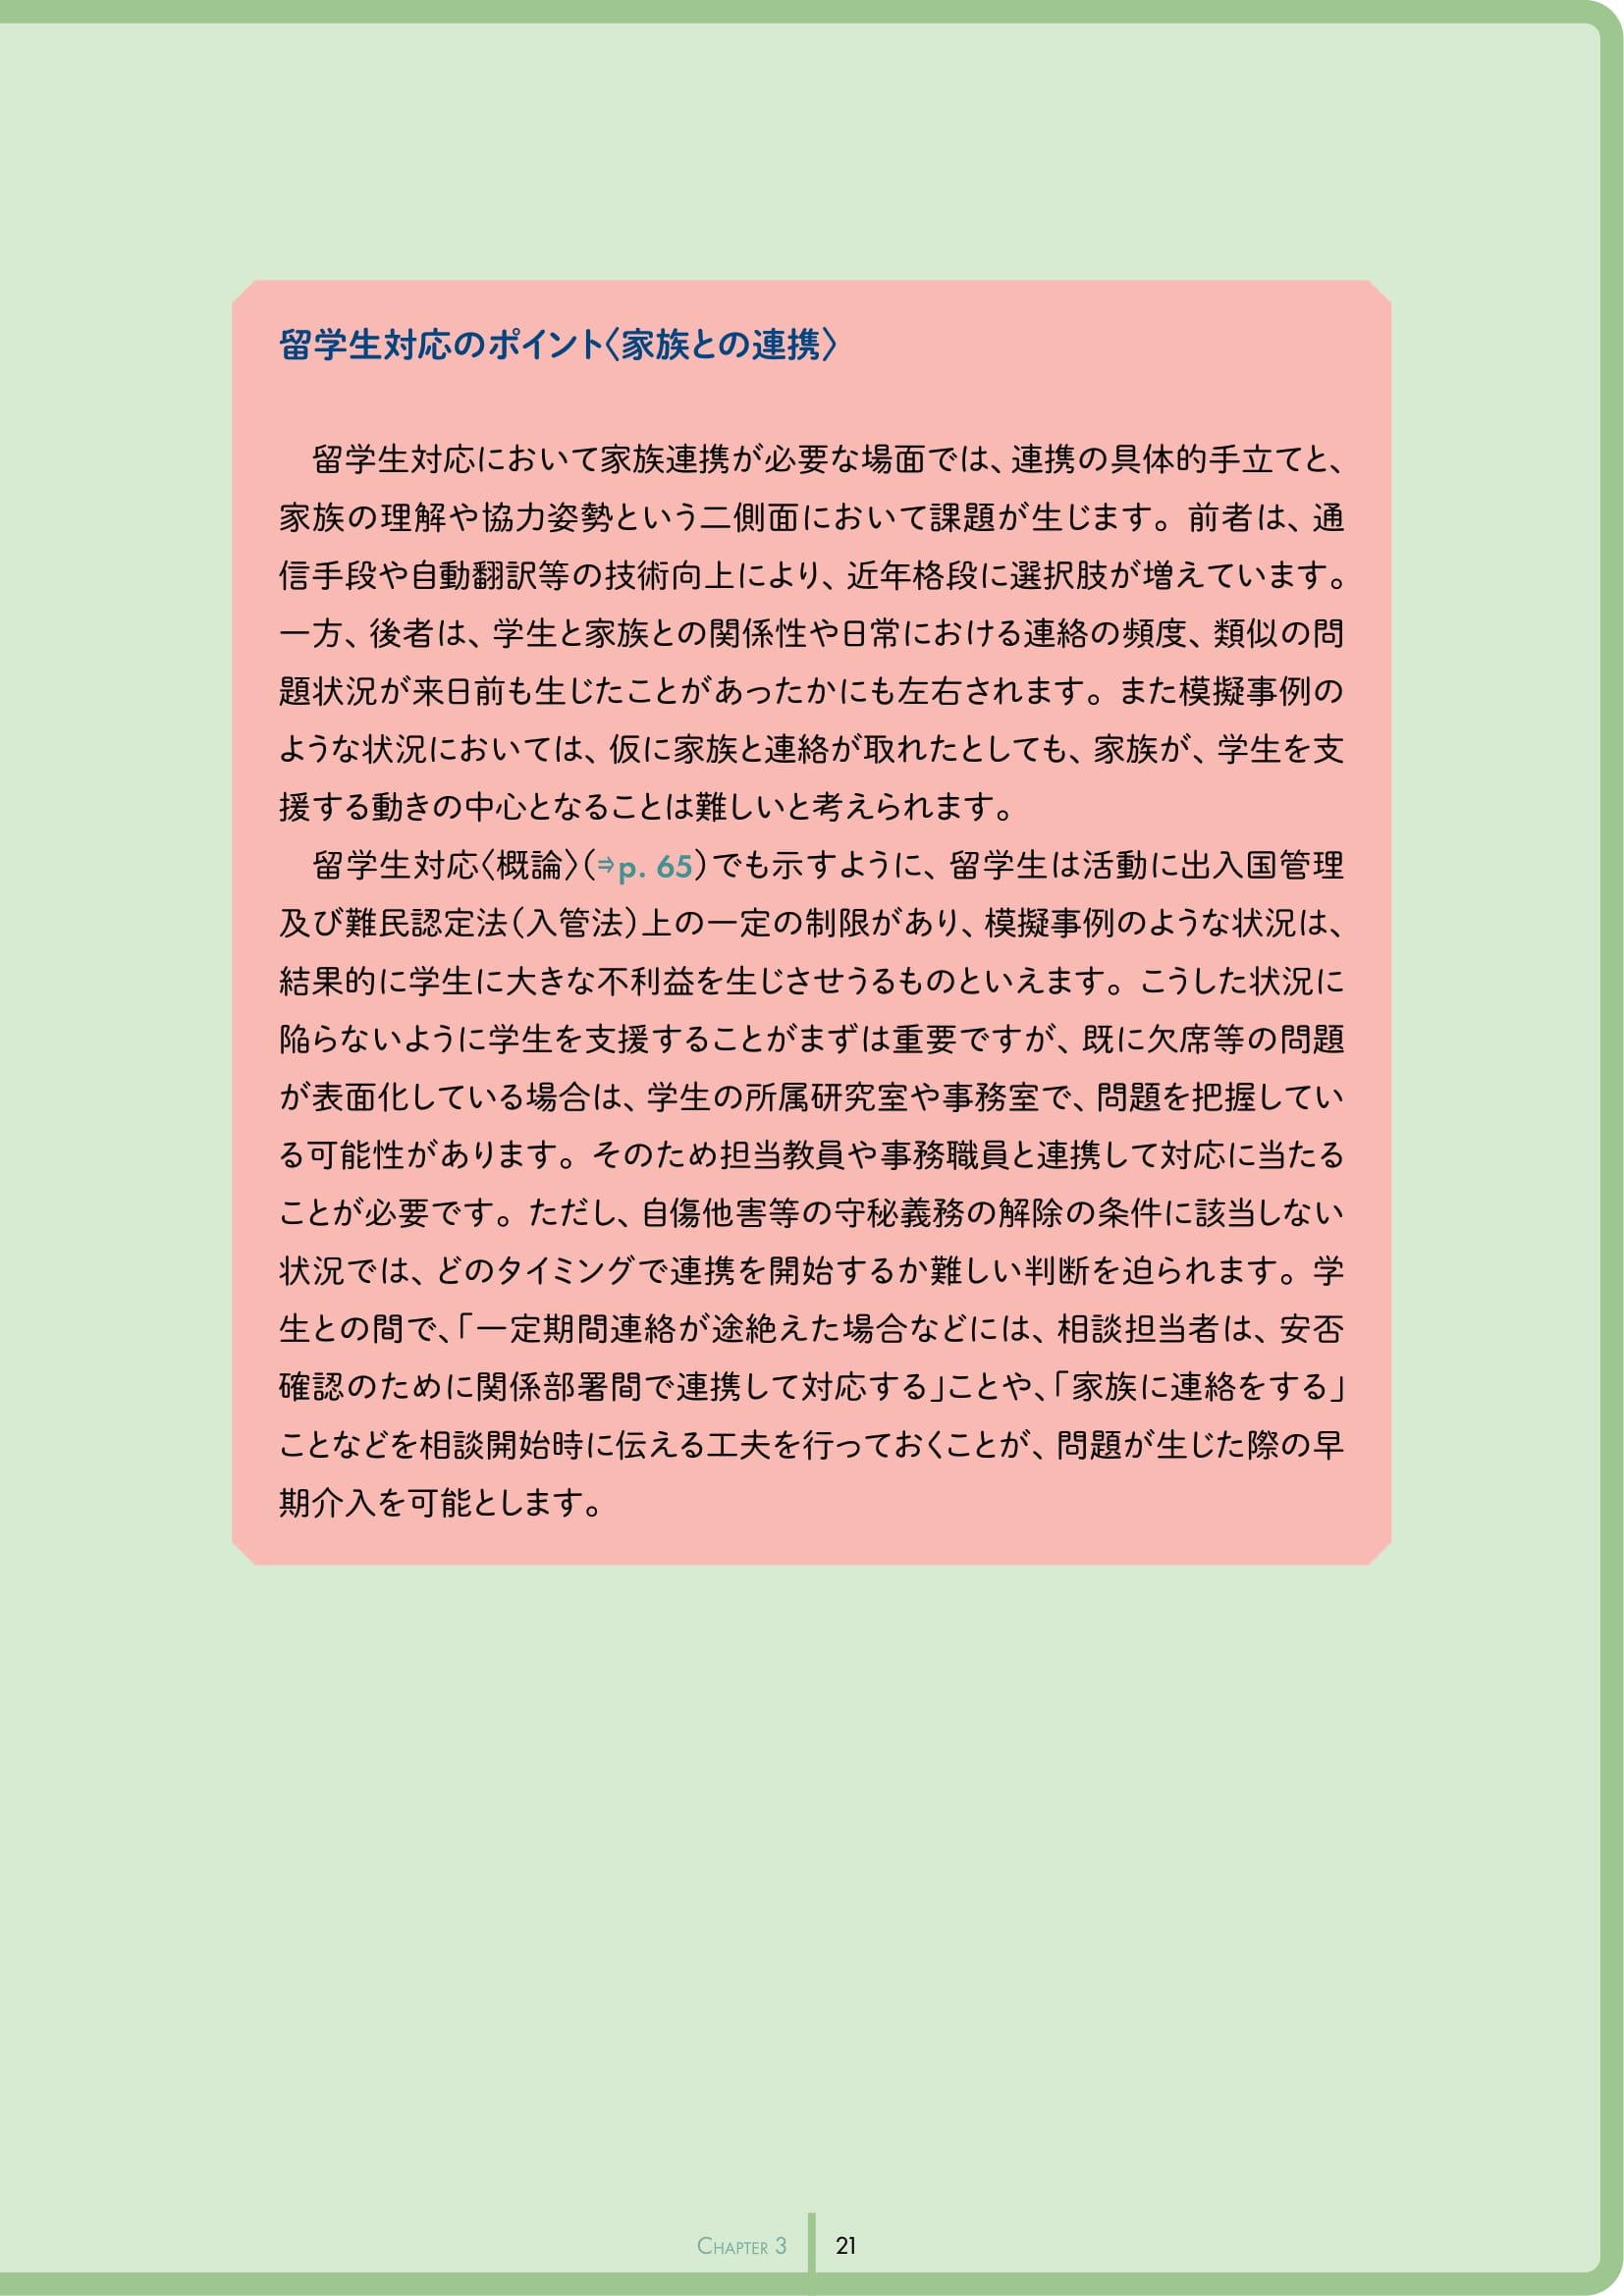 留学生対応のポイント〈家族との連携〉
　留学生対応において家族連携が必要な場面では、連携の具体的手立てと、
家族の理解や協力姿勢という二側面において課題が生じます。前者は、通
信手段や自動翻訳等の技術向上により、近年格段に選択肢が増えています。
一方、後者は、学生と家族との関係性や日常における連絡の頻度、類似の問
題状況が来日前も生じたことがあったかにも左右されます。また模擬事例の
ような状況においては、仮に家族と連絡が取れたとしても、家族が、学生を支
援する動きの中心となることは難しいと考えられます。
　留学生対応〈概論〉（⇒p. 65）でも示すように、留学生は活動に出入国管理
及び難民認定法（入管法）上の一定の制限があり、模擬事例のような状況は、
結果的に学生に大きな不利益を生じさせうるものといえます。こうした状況に
陥らないように学生を支援することがまずは重要ですが、既に欠席等の問題
が表面化している場合は、学生の所属研究室や事務室で、問題を把握してい
る可能性があります。そのため担当教員や事務職員と連携して対応に当たる
ことが必要です。ただし、自傷他害等の守秘義務の解除の条件に該当しない
状況では、どのタイミングで連携を開始するか難しい判断を迫られます。学
生との間で、「一定期間連絡が途絶えた場合などには、相談担当者は、安否
確認のために関係部署間で連携して対応する」ことや、「家族に連絡をする」
ことなどを相談開始時に伝える工夫を行っておくことが、問題が生じた際の早
期介入を可能とします。
CHAPTER 3
21